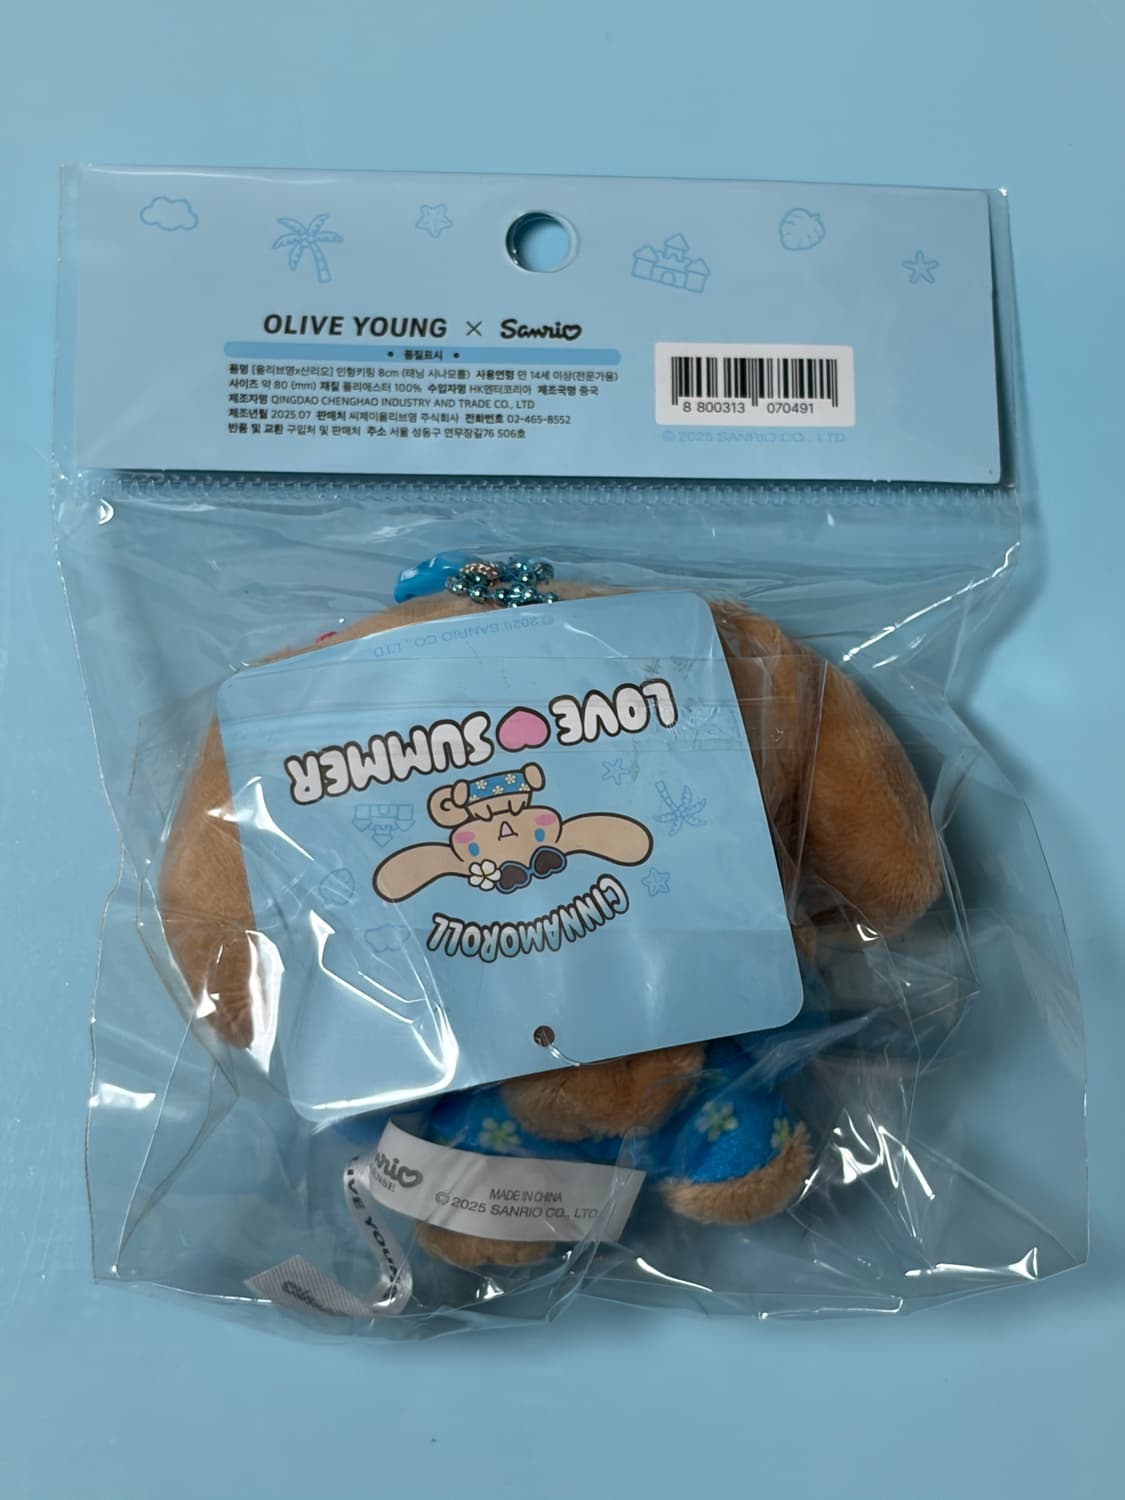 OLIVE YOUNG × Sanrio
• 품질표시 •
품명 [올리브영x산리오] 인형키링 8cm (태닝 시나모롤) 사용연령 만 14세 이상(전문가용)
사이즈 약 80 (mm) 재질 폴리에스터 100% 수입자명 HK엔터코리아 제조국명 중국
제조자명 QINGDAO CHENGHAO INDUSTRY AND TRADE CO., LTD
제조년월 2025.07 판매처 씨제이올리브영 주식회사 전화번호 02-465-8552
반품 및 교환 구입처 및 판매처 주소 서울 성동구 연무장길76 506호
8 800313 070491
© 2025 SANRIO CO., LTD
© 2025 SANRIO CO., LTD
LOVE SUMMER
CINNAMOROLL
MADE IN CHINA
© 2025 SANRIO CO., LTD.